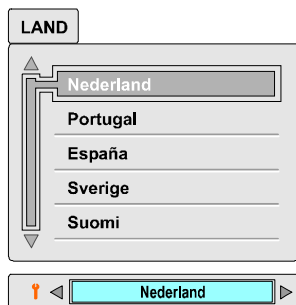 LAND
Nederland
Portugal
España
Sverige
Suomi
Nederland